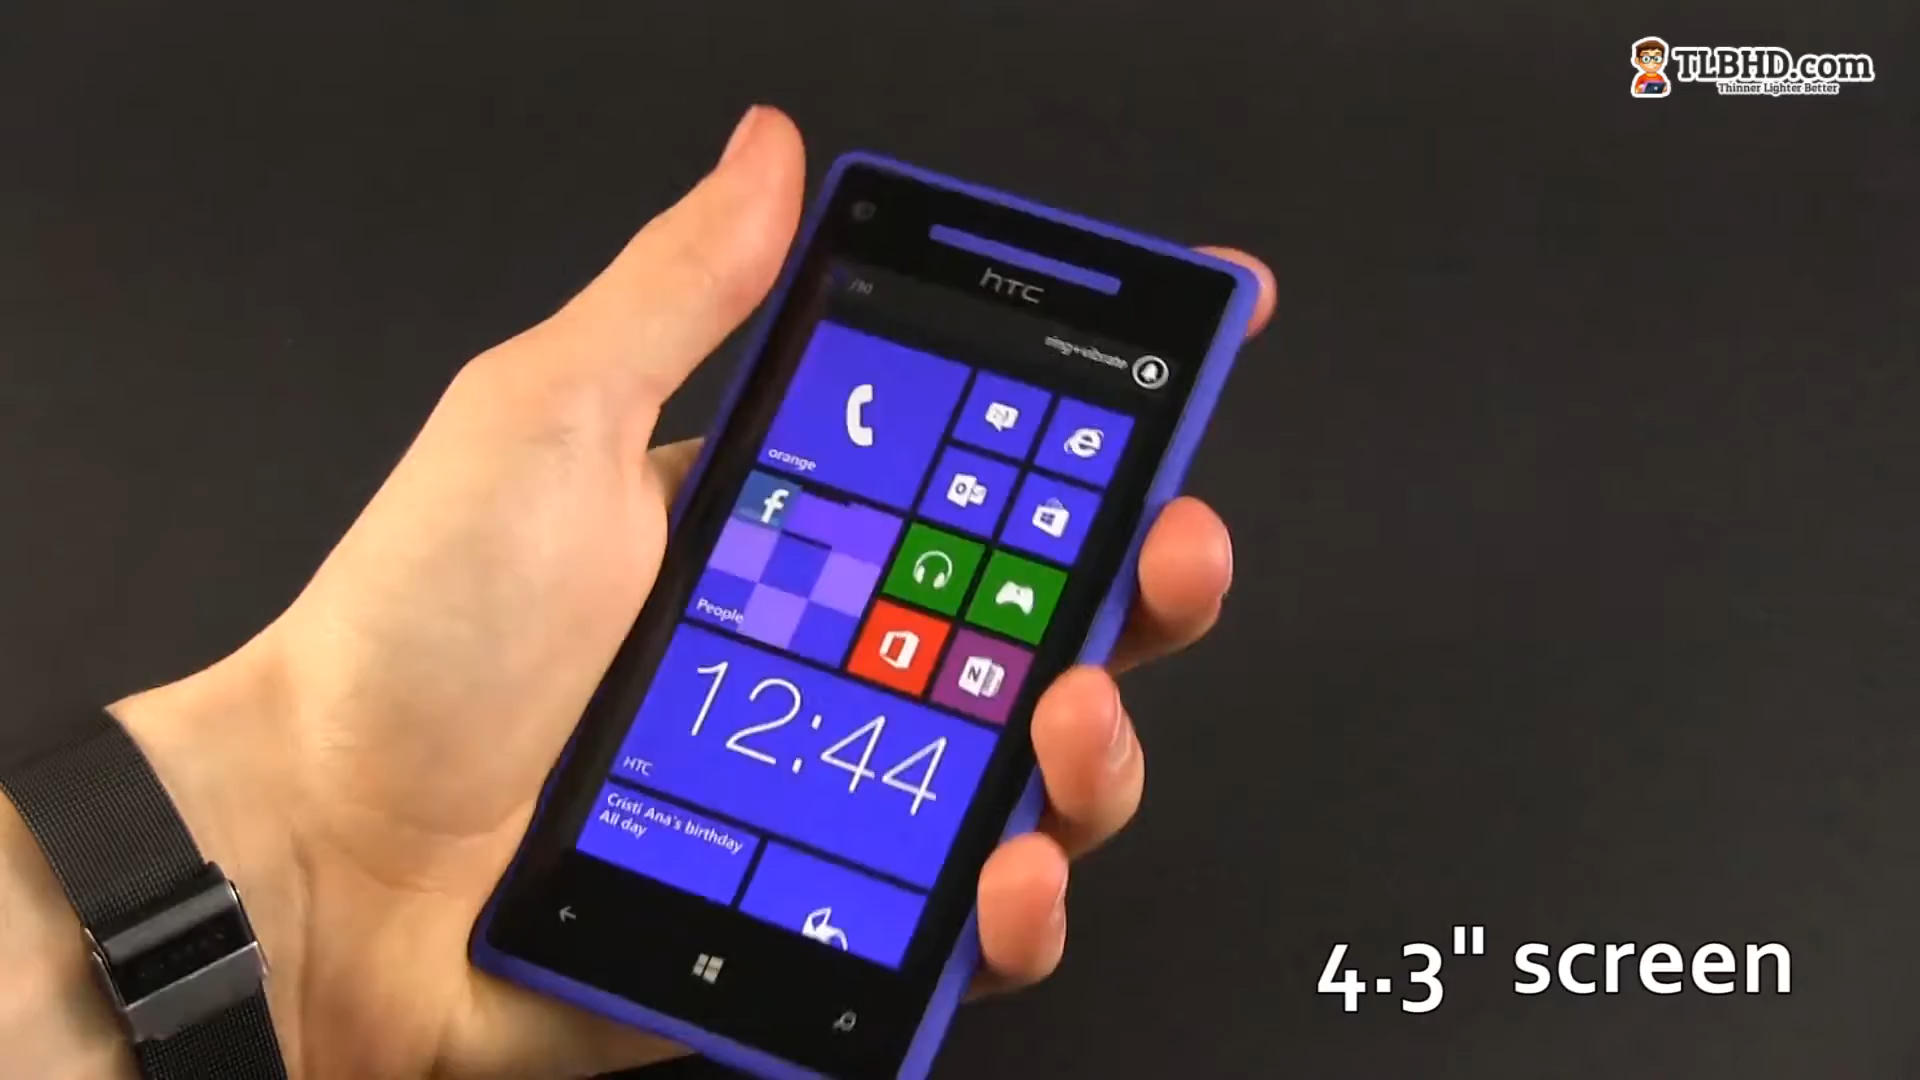 TLBHD.com
Thinner Lighter Better
hTC
/30
ring+vibrate
orange
f
People
N
12:44
HTC
Cristi Ana's birthday
All day
4.3" screen